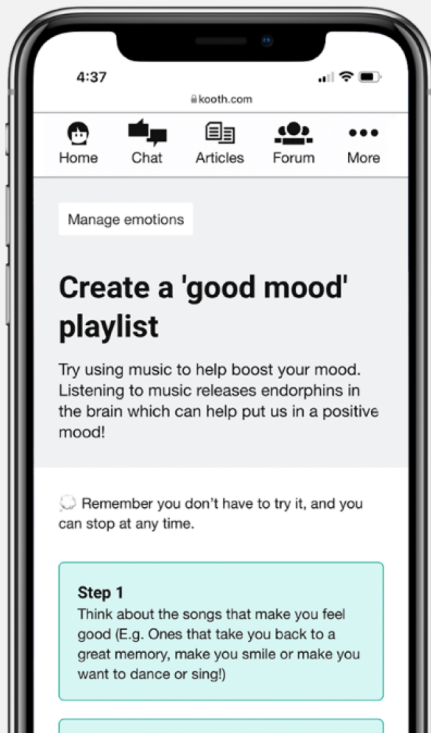 4:37
kooth.com
Home Chat Articles Forum More
Manage emotions
Create a 'good mood'
playlist
Try using music to help boost your mood.
Listening to music releases endorphins in
the brain which can help put us in a positive
mood!
Remember you don't have to try it, and you
can stop at any time.
Step 1
Think about the songs that make you feel
good (E.g. Ones that take you back to a
great memory, make you smile or make you
want to dance or sing!)